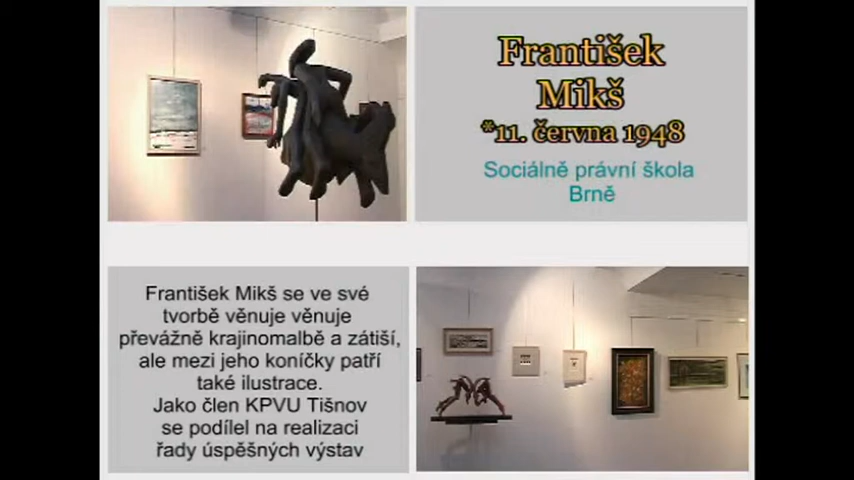 František
Mikš
*11. června 1948
Sociálně právní škola
Brně
František Mikš se ve své
tvorbě věnuje věnuje
převážně krajinomalbě a zátiší,
ale mezi jeho koníčky patří
také ilustrace.
Jako člen KPVU Tišnov
se podílel na realizaci
řady úspěšných výstav